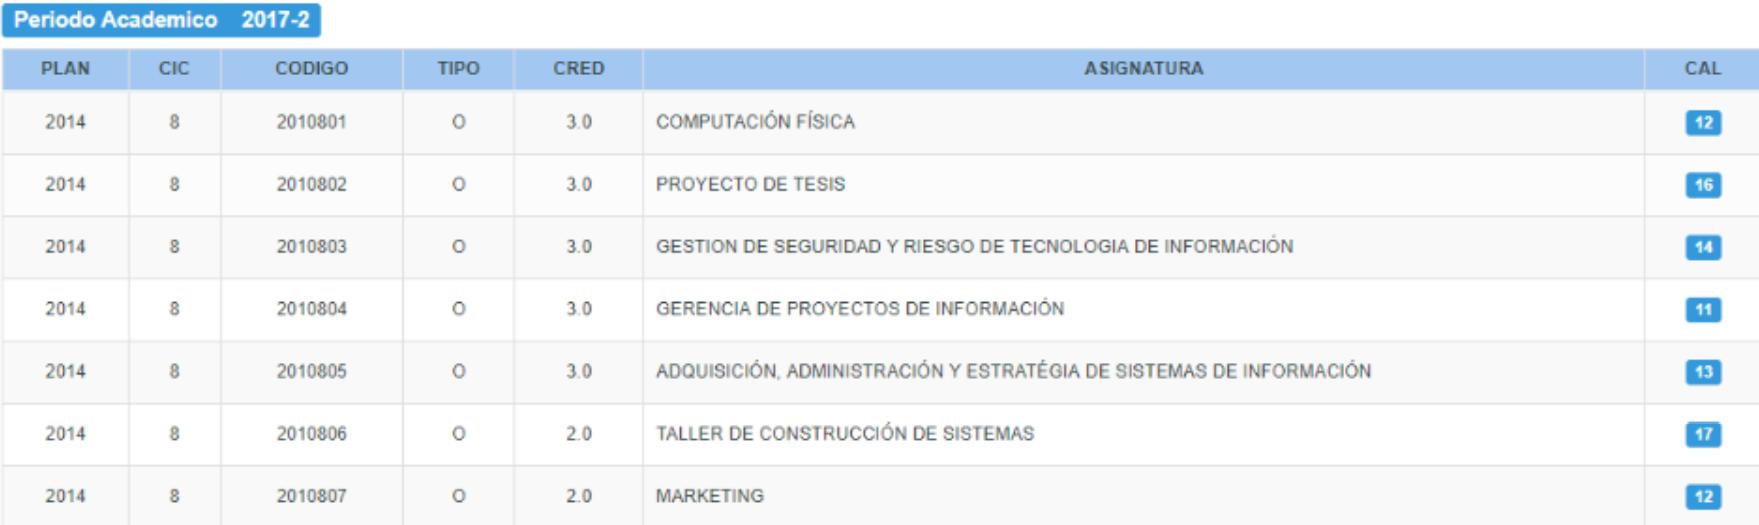 Periodo Academico 2017-2
PLAN CIC CODIGO TIPO CRED ASIGNATURA CAL
2014 8 2010801 O 3.0 COMPUTACIÓN FÍSICA 12
2014 8 2010802 O 3.0 PROYECTO DE TESIS 16
2014 8 2010803 O 3.0 GESTION DE SEGURIDAD Y RIESGO DE TECNOLOGIA DE INFORMACIÓN 14
2014 8 2010804 O 3.0 GERENCIA DE PROYECTOS DE INFORMACIÓN 11
2014 8 2010805 O 3.0 ADQUISICIÓN, ADMINISTRACIÓN Y ESTRATÉGIA DE SISTEMAS DE INFORMACIÓN 13
2014 8 2010806 O 2.0 TALLER DE CONSTRUCCIÓN DE SISTEMAS 17
2014 8 2010807 O 2.0 MARKETING 12